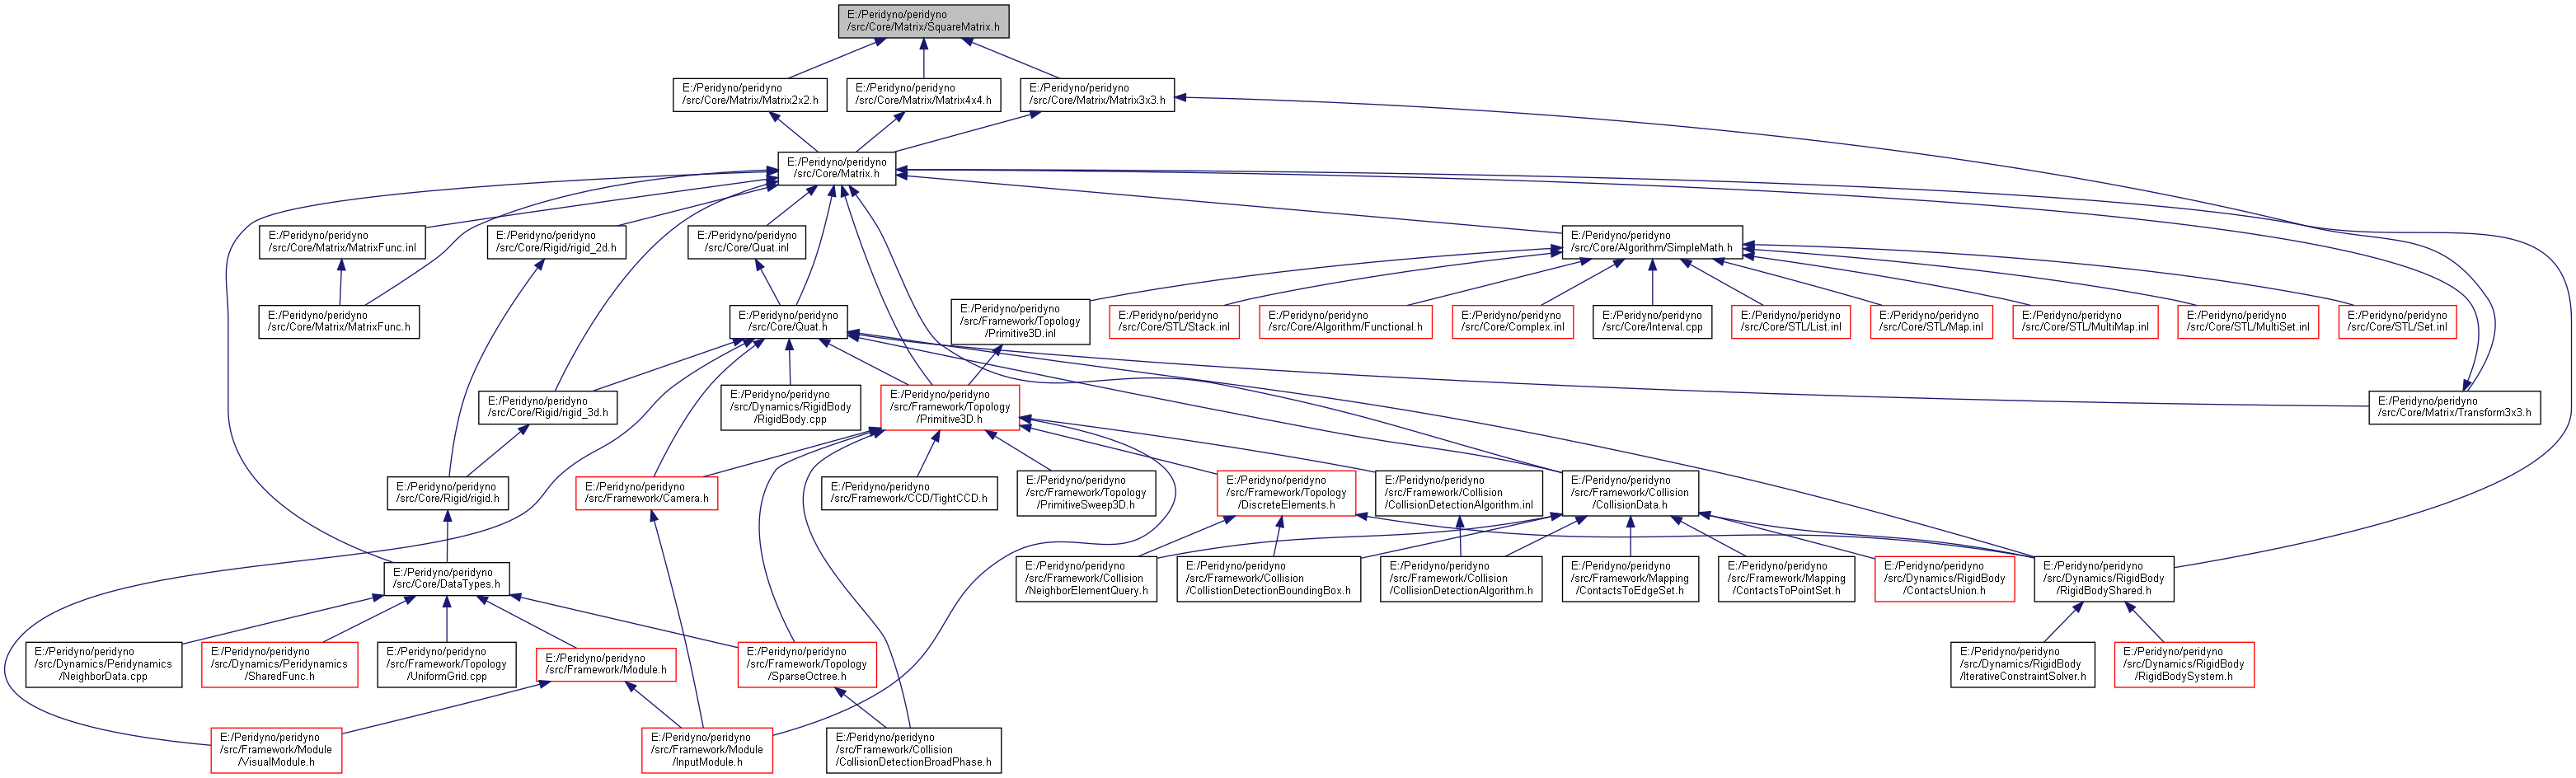 E:/Peridyno/peridyno
/src/Core/Matrix/SquareMatrix.h
E:/Peridyno/peridyno
/src/Core/Matrix/Matrix2x2.h
E:/Peridyno/peridyno
/src/Core/Matrix/Matrix4x4.h
E:/Peridyno/peridyno
/src/Core/Matrix/Matrix3x3.h
E:/Peridyno/peridyno
/src/Core/Matrix.h
E:/Peridyno/peridyno
/src/Core/Matrix/MatrixFunc.inl
E:/Peridyno/peridyno
/src/Core/Rigid/rigid_2d.h
E:/Peridyno/peridyno
/src/Core/Quat.inl
E:/Peridyno/peridyno
/src/Core/Algorithm/SimpleMath.h
E:/Peridyno/peridyno
/src/Core/Matrix/MatrixFunc.h
E:/Peridyno/peridyno
/src/Core/Quat.h
E:/Peridyno/peridyno
/src/Framework/Topology
/Primitive3D.inl
E:/Peridyno/peridyno
/src/Core/STL/Stack.inl
E:/Peridyno/peridyno
/src/Core/Algorithm/Functional.h
E:/Peridyno/peridyno
/src/Core/Complex.inl
E:/Peridyno/peridyno
/src/Core/Interval.cpp
E:/Peridyno/peridyno
/src/Core/STL/List.inl
E:/Peridyno/peridyno
/src/Core/STL/Map.inl
E:/Peridyno/peridyno
/src/Core/STL/MultiMap.inl
E:/Peridyno/peridyno
/src/Core/STL/MultiSet.inl
E:/Peridyno/peridyno
/src/Core/STL/Set.inl
E:/Peridyno/peridyno
/src/Core/Rigid/rigid_3d.h
E:/Peridyno/peridyno
/src/Dynamics/RigidBody
/RigidBody.cpp
E:/Peridyno/peridyno
/src/Framework/Topology
/Primitive3D.h
E:/Peridyno/peridyno
/src/Core/Matrix/Transform3x3.h
E:/Peridyno/peridyno
/src/Core/Rigid/rigid.h
E:/Peridyno/peridyno
/src/Framework/Camera.h
E:/Peridyno/peridyno
/src/Framework/CCD/TightCCD.h
E:/Peridyno/peridyno
/src/Framework/Topology
/PrimitiveSweep3D.h
E:/Peridyno/peridyno
/src/Framework/Topology
/DiscreteElements.h
E:/Peridyno/peridyno
/src/Framework/Collision
/CollisionDetectionAlgorithm.inl
E:/Peridyno/peridyno
/src/Framework/Collision
/CollisionData.h
E:/Peridyno/peridyno
/src/Core/DataTypes.h
E:/Peridyno/peridyno
/src/Framework/Collision
/NeighborElementQuery.h
E:/Peridyno/peridyno
/src/Framework/Collision
/CollistionDetectionBoundingBox.h
E:/Peridyno/peridyno
/src/Framework/Collision
/CollisionDetectionAlgorithm.h
E:/Peridyno/peridyno
/src/Framework/Mapping
/ContactsToEdgeSet.h
E:/Peridyno/peridyno
/src/Framework/Mapping
/ContactsToPointSet.h
E:/Peridyno/peridyno
/src/Dynamics/RigidBody
/ContactsUnion.h
E:/Peridyno/peridyno
/src/Dynamics/RigidBody
/RigidBodyShared.h
E:/Peridyno/peridyno
/src/Dynamics/Peridynamics
/NeighborData.cpp
E:/Peridyno/peridyno
/src/Dynamics/Peridynamics
/SharedFunc.h
E:/Peridyno/peridyno
/src/Framework/Topology
/UniformGrid.cpp
E:/Peridyno/peridyno
/src/Framework/Module.h
E:/Peridyno/peridyno
/src/Framework/Topology
/SparseOctree.h
E:/Peridyno/peridyno
/src/Dynamics/RigidBody
/IterativeConstraintSolver.h
E:/Peridyno/peridyno
/src/Dynamics/RigidBody
/RigidBodySystem.h
E:/Peridyno/peridyno
/src/Framework/Module
/VisualModule.h
E:/Peridyno/peridyno
/src/Framework/Module
/InputModule.h
E:/Peridyno/peridyno
/src/Framework/Collision
/CollisionDetectionBroadPhase.h